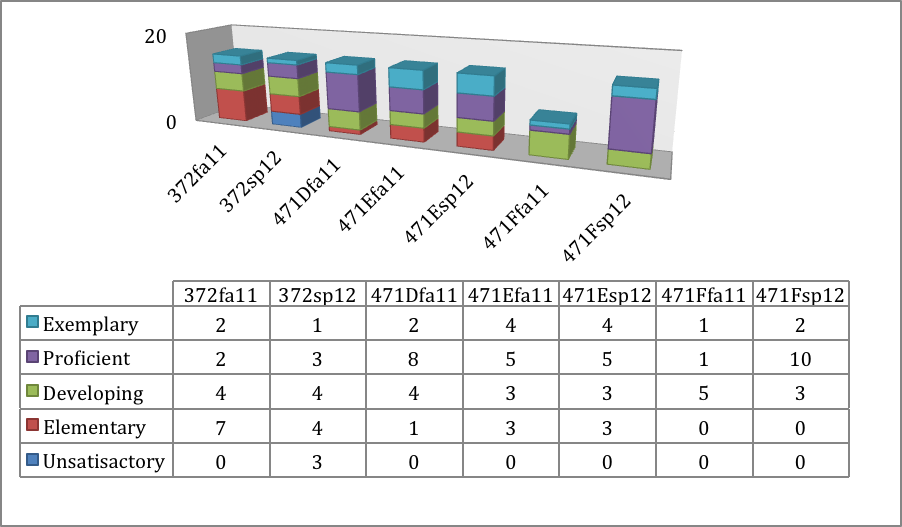 20
0
372fa11
372sp12
471Dfa11
471Efa11
471Esp12
471Ffa11
471Fsp12
372fa11 372sp12 471Dfa11 471Efa11 471Esp12 471Ffa11 471Fsp12
Exemplary 2 1 2 4 4 1 2
Proficient 2 3 8 5 5 1 10
Developing 4 4 4 3 3 5 3
Elementary 7 4 1 3 3 0 0
Unsatisactory 0 3 0 0 0 0 0